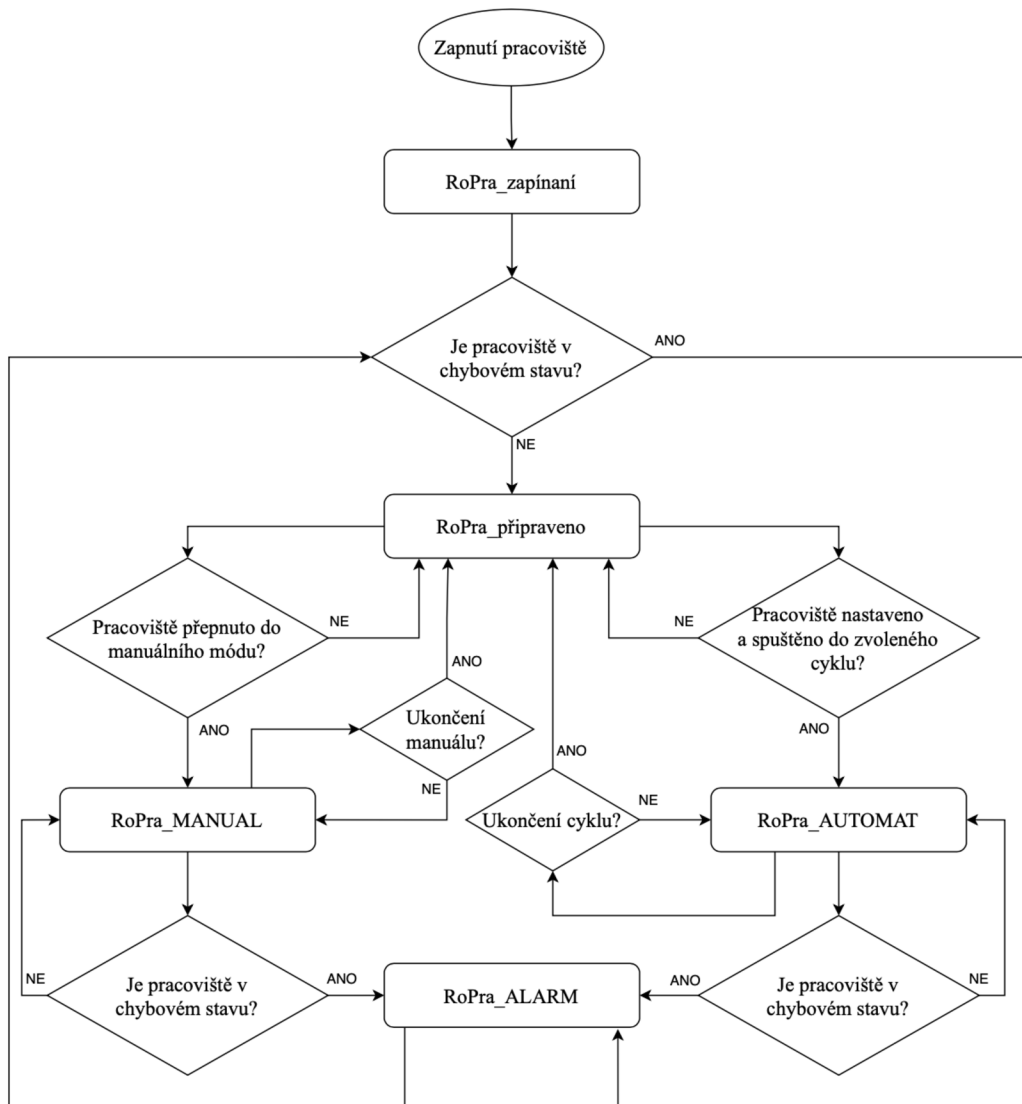 Zapnutí pracoviště
RoPra_zapínaní
Je pracoviště v
chybovém stavu?
ANO
NE
RoPra_připraveno
Pracoviště přepnuto do
manuálního módu?
NE
NE
Pracoviště nastaveno
a spuštěno do zvoleného
cyklu?
ANO
Ukončení
manuálu?
ANO
NE
ANO
ANO
Ukončení cyklu?
NE
RoPra_MANUAL
RoPra_AUTOMAT
NE
Je pracoviště v
chybovém stavu?
ANO
RoPra_ALARM
ANO
Je pracoviště v
chybovém stavu?
NE